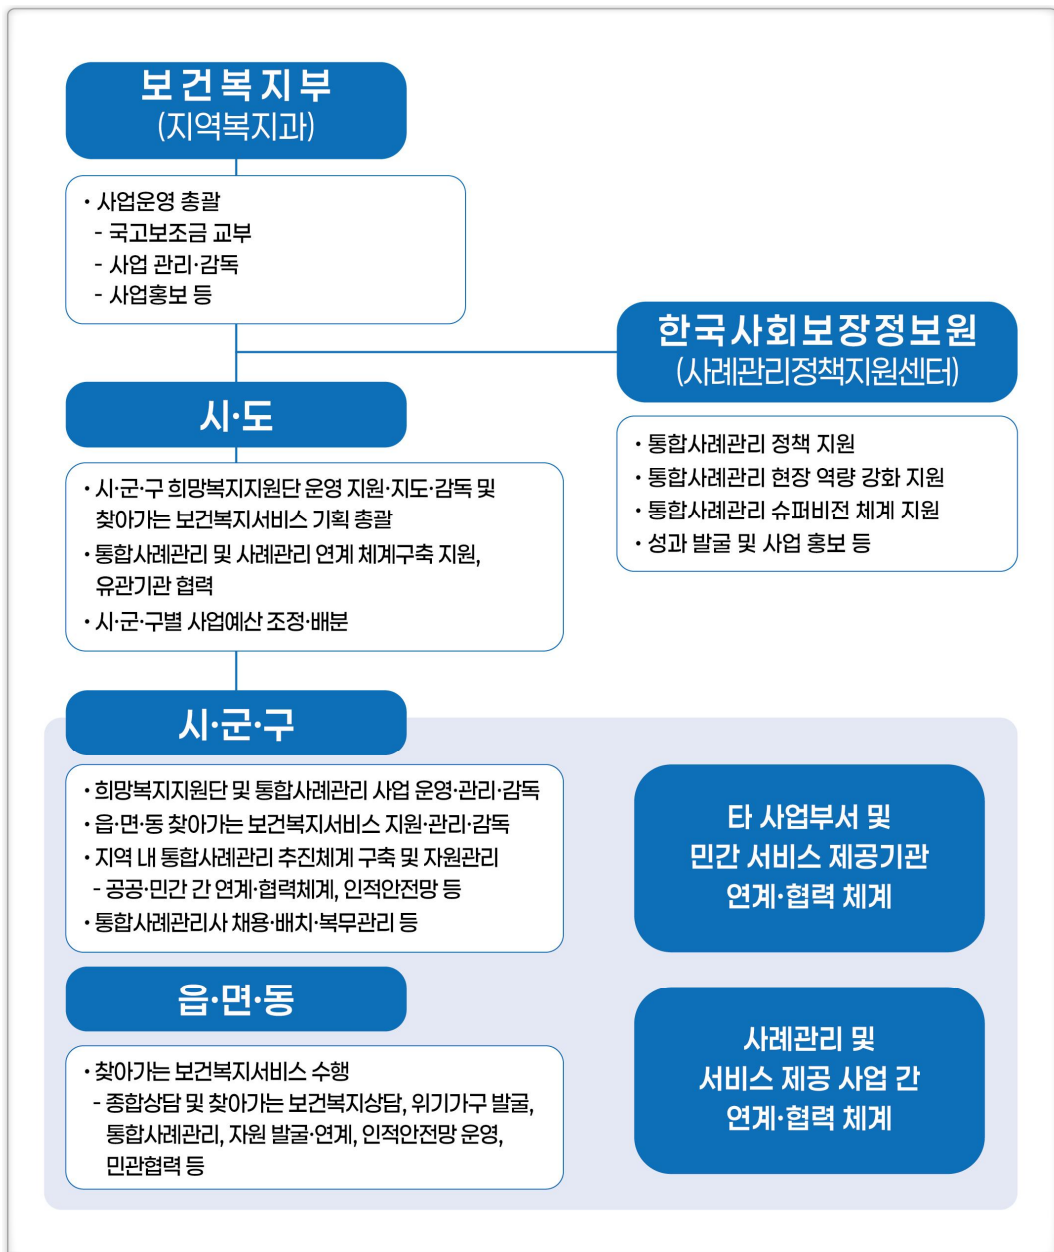 보건복지부
(지역복지과)
• 사업운영 총괄
- 국고보조금 교부
- 사업 관리·감독
- 사업홍보 등
한국사회보장정보원
(사례관리정책지원센터)
• 통합사례관리 정책 지원
• 통합사례관리 현장 역량 강화 지원
• 통합사례관리 슈퍼비전 체계 지원
• 성과 발굴 및 사업 홍보 등
시·도
• 시·군·구 희망복지지원단 운영 지원·지도·감독 및
찾아가는 보건복지서비스 기획 총괄
• 통합사례관리 및 사례관리 연계 체계구축 지원,
유관기관 협력
• 시·군·구별 사업예산 조정·배분
시·군·구
• 희망복지지원단 및 통합사례관리 사업 운영·관리·감독
• 읍·면·동 찾아가는 보건복지서비스 지원·관리·감독
• 지역 내 통합사례관리 추진체계 구축 및 자원관리
- 공공·민간 간 연계·협력체계, 인적안전망 등
• 통합사례관리사 채용·배치·복무관리 등
타 사업부서 및
민간 서비스 제공기관
연계·협력 체계
읍·면·동
• 찾아가는 보건복지서비스 수행
- 종합상담 및 찾아가는 보건복지상담, 위기가구 발굴,
통합사례관리, 자원 발굴·연계, 인적안전망 운영,
민관협력 등
사례관리 및
서비스 제공 사업 간
연계·협력 체계